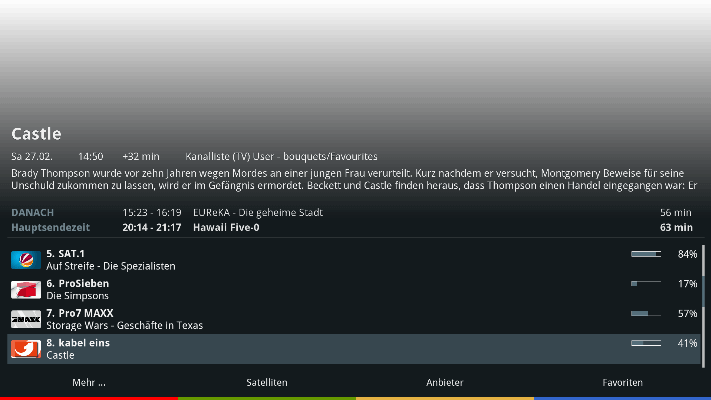 Castle
Sa 27.02. 14:50 +32 min Kanalliste (TV) User - bouquets/Favourites
Brady Thompson wurde vor zehn Jahren wegen Mordes an einer jungen Frau verurteilt. Kurz nachdem er versucht, Montgomery Beweise für seine
Unschuld zukommen zu lassen, wird er im Gefängnis ermordet. Beckett und Castle finden heraus, dass Thompson einen Handel eingegangen war: Er
DANACH 15:23 - 16:19 EUReKA - Die geheime Stadt 56 min
Hauptsendezeit 20:14 - 21:17 Hawaii Five-0 63 min
5. SAT.1 84%
Auf Streife - Die Spezialisten
6. ProSieben 17%
Die Simpsons
7. Pro7 MAXX 57%
Storage Wars - Geschäfte in Texas
8. kabel eins 41%
Castle
Mehr ... Satelliten Anbieter Favoriten